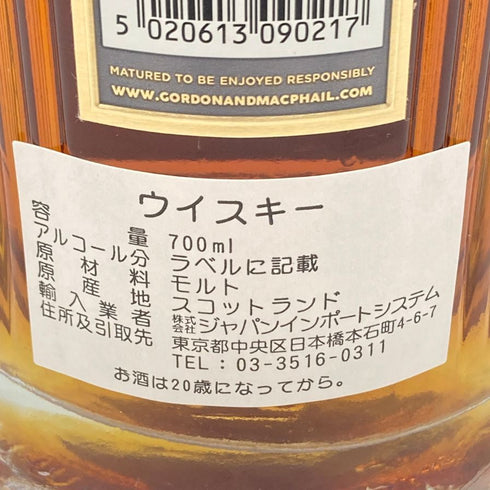 5 020613 090217
MATURED TO BE ENJOYED RESPONSIBLY
WWW.GORDONANDMACPHAIL.COM
ウイスキー
容量 700ml
アルコール分 ラベルに記載
原材料 モルト
原産地 スコットランド
輸入業者 株式会社ジャパンインポートシステム
住所及引取先 東京都中央区日本橋本石町4-6-7
TEL : 03-3516-0311
お酒は20歳になってから。